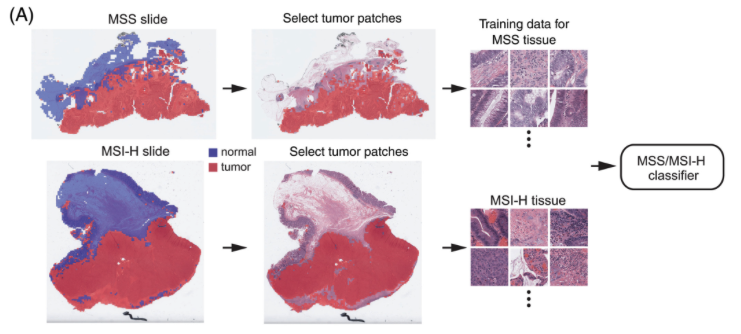 (A)
MSS slide
Select tumor patches
Training data for
MSS tissue
MSI-H slide
normal
tumor
Select tumor patches
MSI-H tissue
MSS/MSI-H
classifier